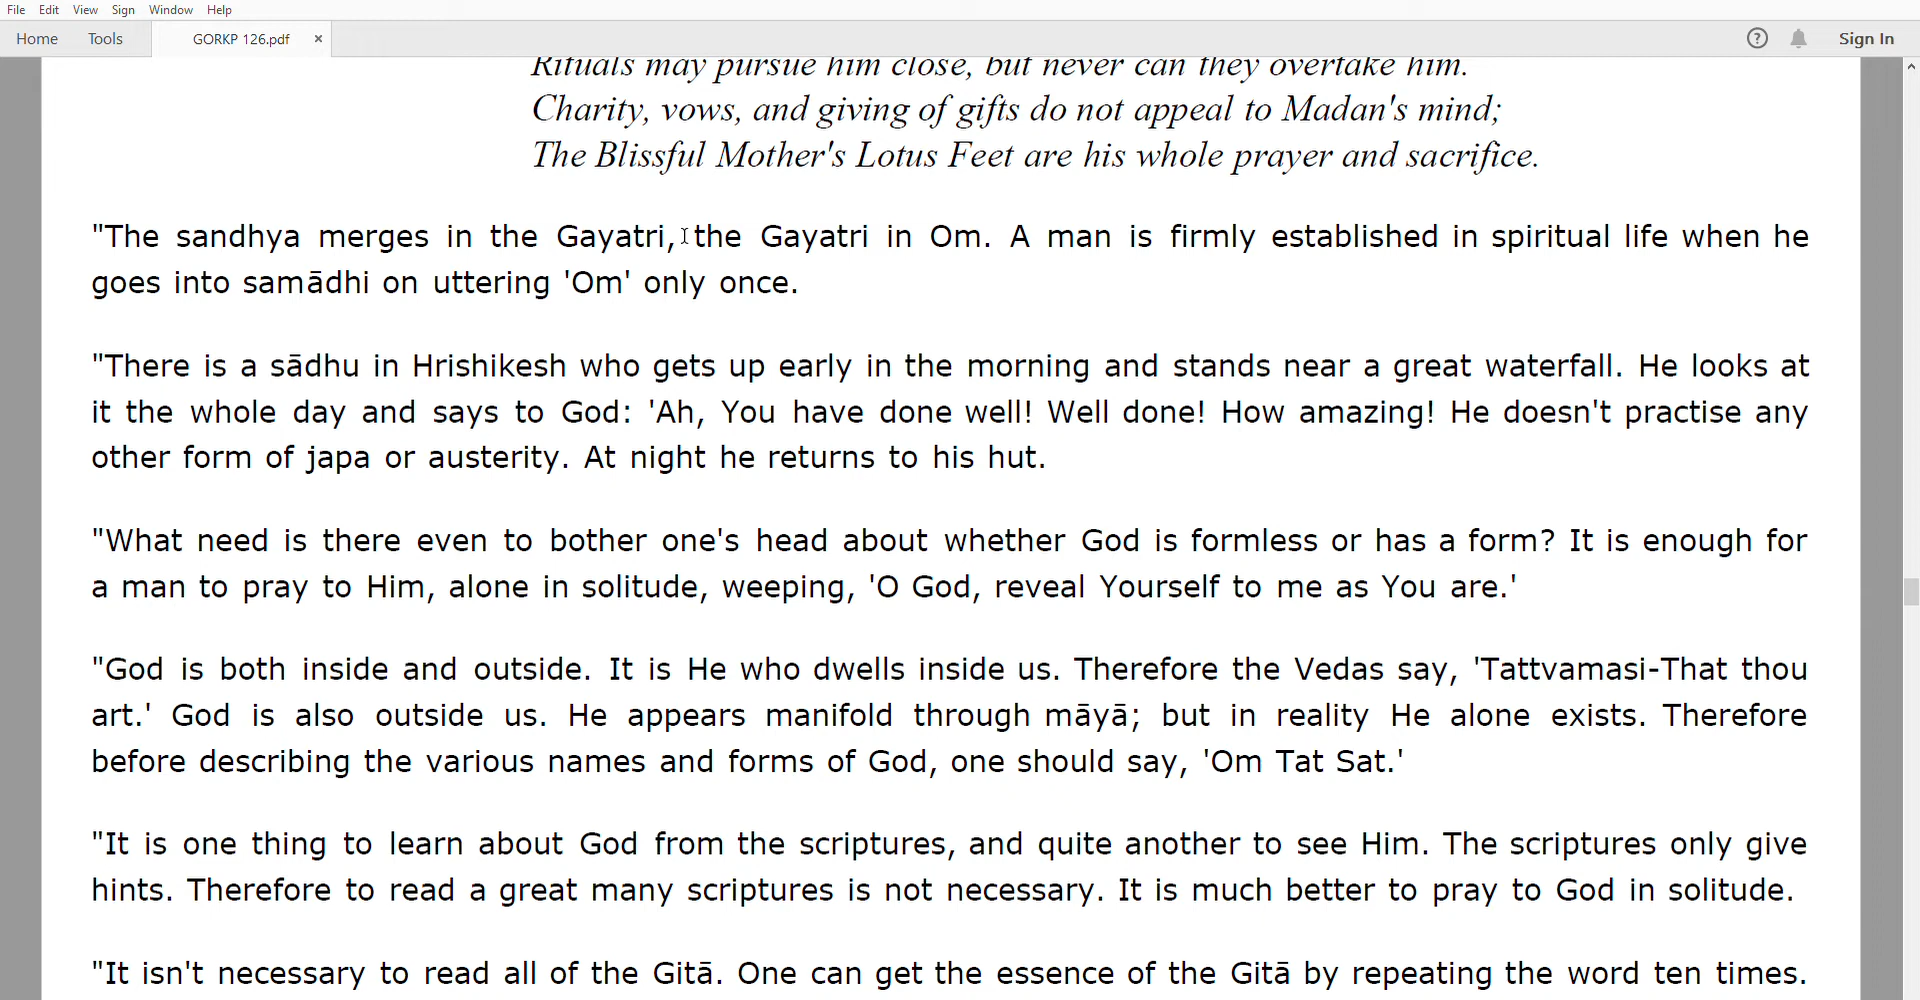 File Edit View Sign Window Help
Home Tools GORKP 126.pdf × ? Sign In
Rituals may pursue him close, but never can they overtake him.
Charity, vows, and giving of gifts do not appeal to Madan's mind;
The Blissful Mother's Lotus Feet are his whole prayer and sacrifice.
"The sandhya merges in the Gayatri, the Gayatri in Om. A man is firmly established in spiritual life when he
goes into samādhi on uttering 'Om' only once.
"There is a sādhu in Hrishikesh who gets up early in the morning and stands near a great waterfall. He looks at
it the whole day and says to God: 'Ah, You have done well! Well done! How amazing! He doesn't practise any
other form of japa or austerity. At night he returns to his hut.
"What need is there even to bother one's head about whether God is formless or has a form? It is enough for
a man to pray to Him, alone in solitude, weeping, 'O God, reveal Yourself to me as You are.'
"God is both inside and outside. It is He who dwells inside us. Therefore the Vedas say, 'Tattvamasi-That thou
art.' God is also outside us. He appears manifold through māyā; but in reality He alone exists. Therefore
before describing the various names and forms of God, one should say, 'Om Tat Sat.'
"It is one thing to learn about God from the scriptures, and quite another to see Him. The scriptures only give
hints. Therefore to read a great many scriptures is not necessary. It is much better to pray to God in solitude.
"It isn't necessary to read all of the Gitā. One can get the essence of the Gitā by repeating the word ten times.